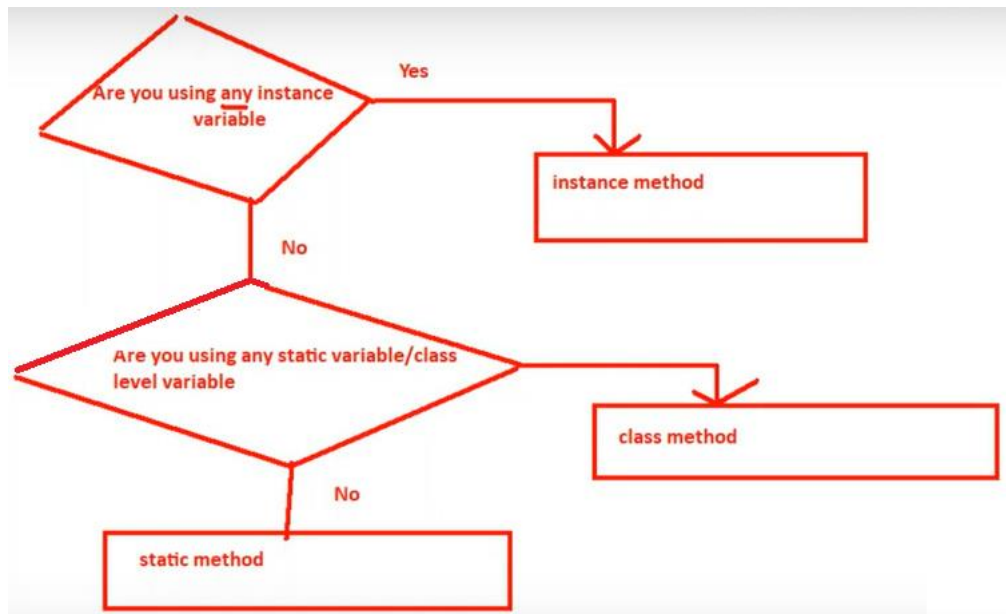 Yes
Are you using any instance
variable
instance method
No
Are you using any static variable/class
level variable
class method
No
static method